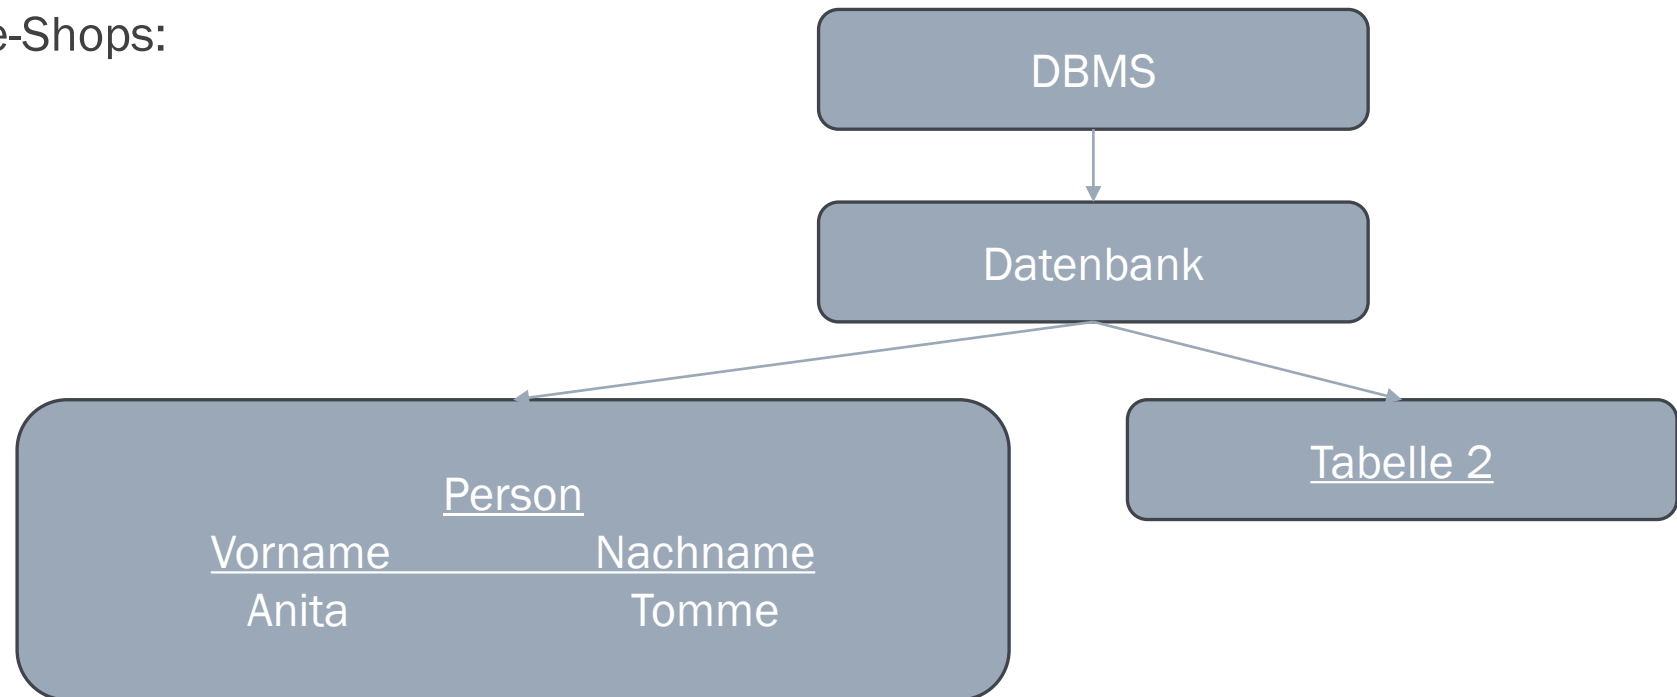 e-Shops:
DBMS
Datenbank
Tabelle 2
Person
Vorname Nachname
Anita Tomme